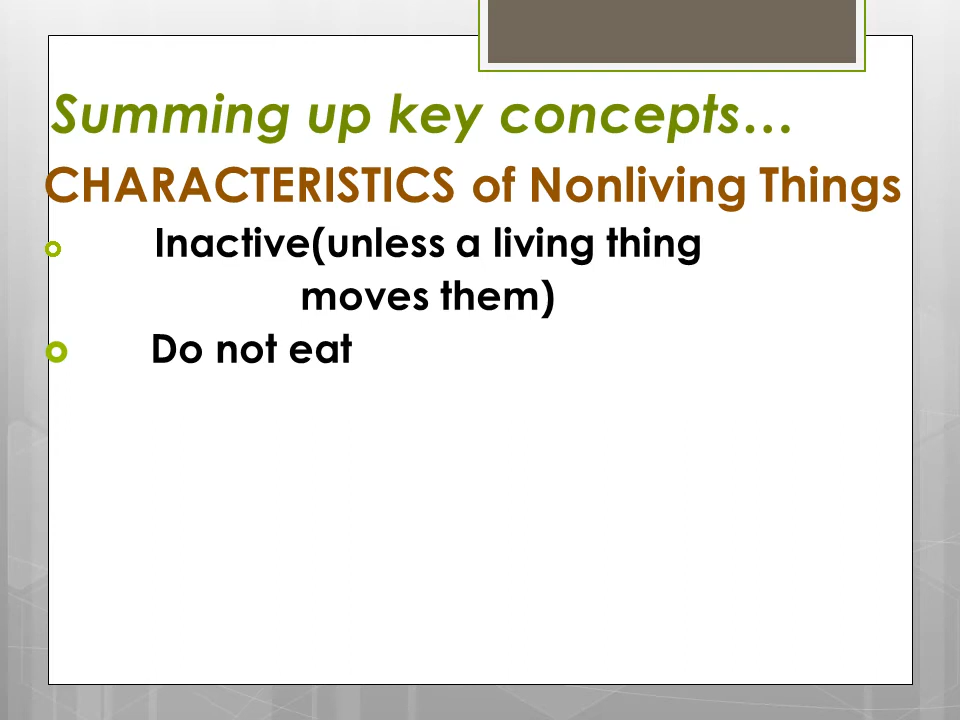 Summing up key concepts…
CHARACTERISTICS of Nonliving Things
Inactive(unless a living thing
moves them)
Do not eat